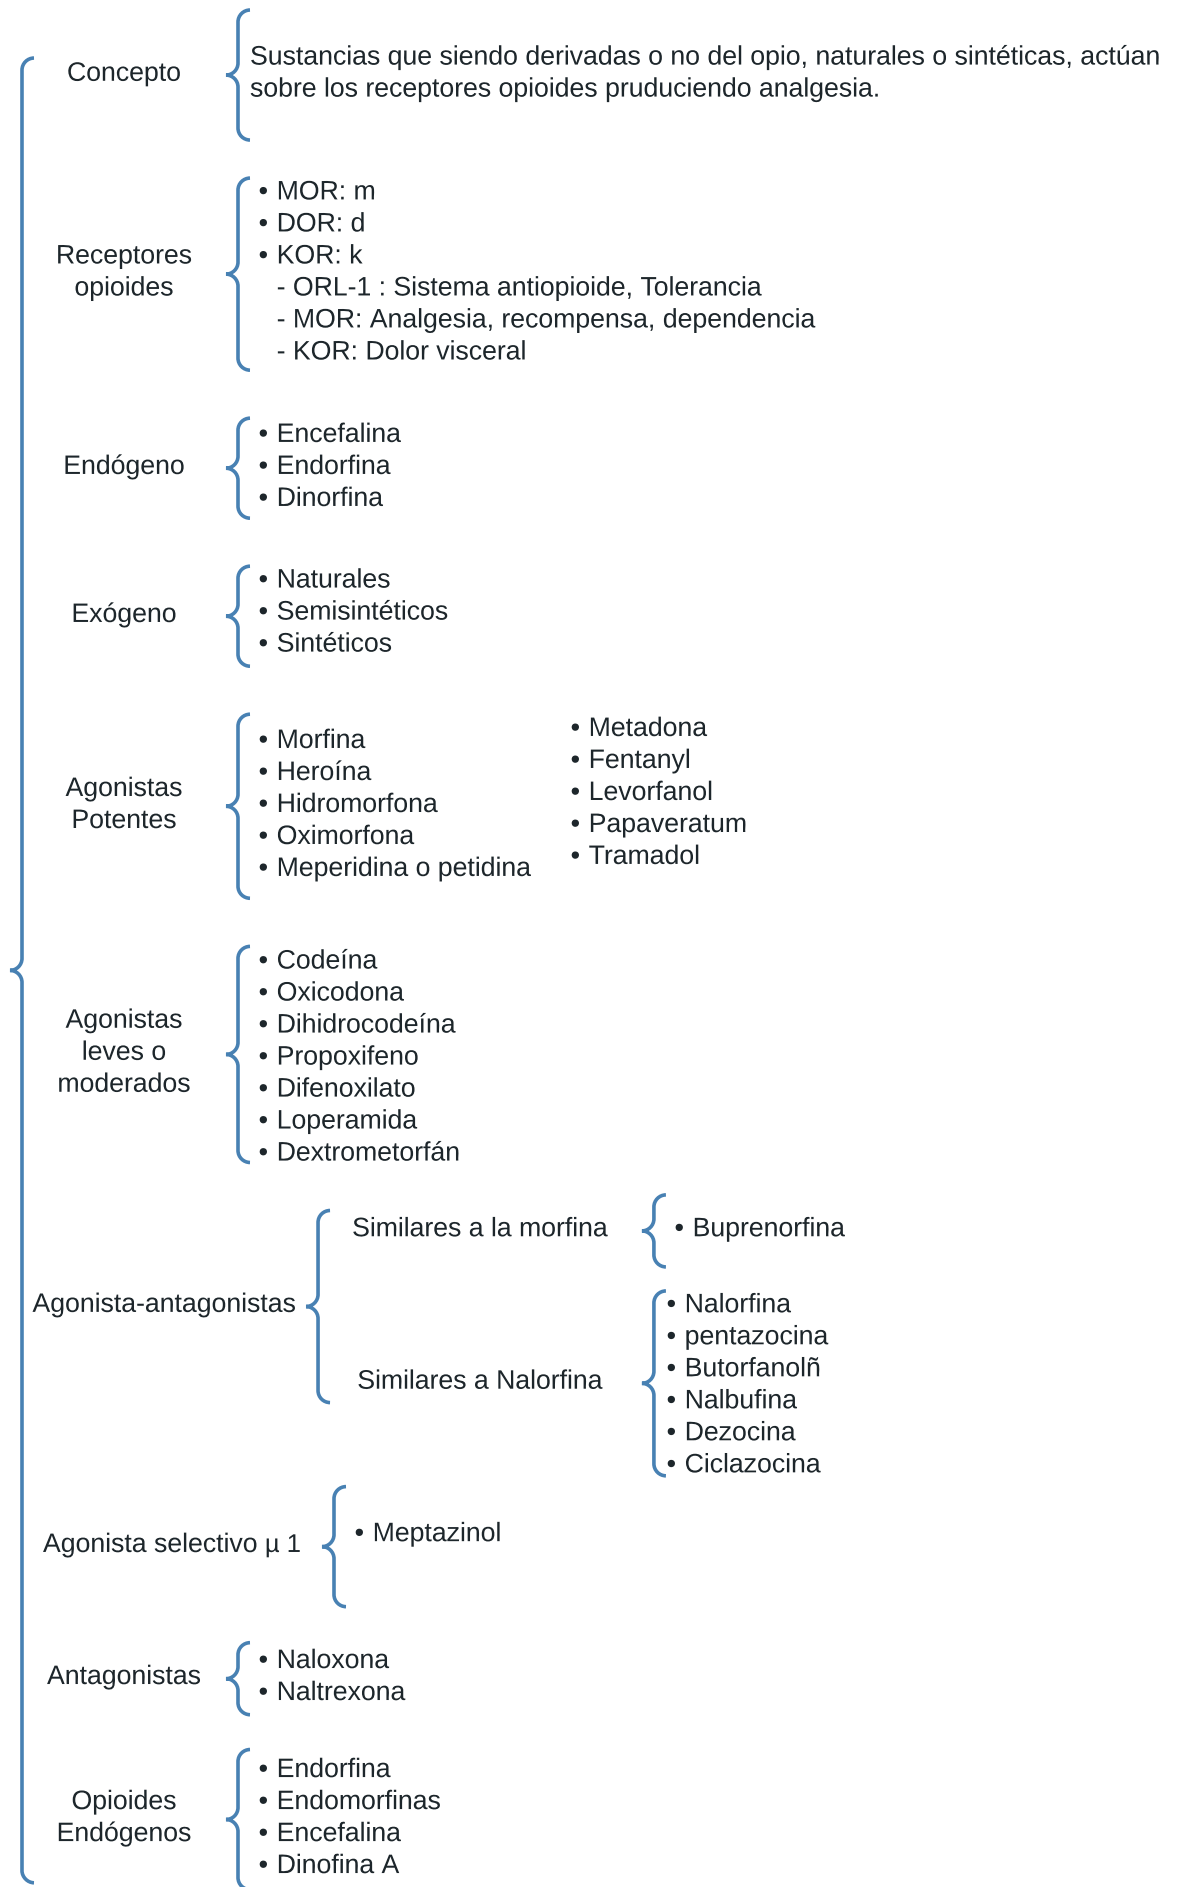 Concepto
Sustancias que siendo derivadas o no del opio, naturales o sintéticas, actúan
sobre los receptores opioides pruduciendo analgesia.
Receptores
opioides
• MOR: m
• DOR: d
• KOR: k
- ORL-1 : Sistema antiopioide, Tolerancia
- MOR: Analgesia, recompensa, dependencia
- KOR: Dolor visceral
Endógeno
• Encefalina
• Endorfina
• Dinorfina
Exógeno
• Naturales
• Semisintéticos
• Sintéticos
Agonistas
Potentes
• Morfina
• Heroína
• Hidromorfona
• Oximorfona
• Meperidina o petidina
• Metadona
• Fentanyl
• Levorfanol
• Papaveratum
• Tramadol
Agonistas
leves o
moderados
• Codeína
• Oxicodona
• Dihidrocodeína
• Propoxifeno
• Difenoxilato
• Loperamida
• Dextrometorfán
Agonista-antagonistas
Similares a la morfina
• Buprenorfina
Similares a Nalorfina
• Nalorfina
• pentazocina
• Butorfanolñ
• Nalbufina
• Dezocina
• Ciclazocina
Agonista selectivo µ 1
• Meptazinol
Antagonistas
• Naloxona
• Naltrexona
Opioides
Endógenos
• Endorfina
• Endomorfinas
• Encefalina
• Dinofina A